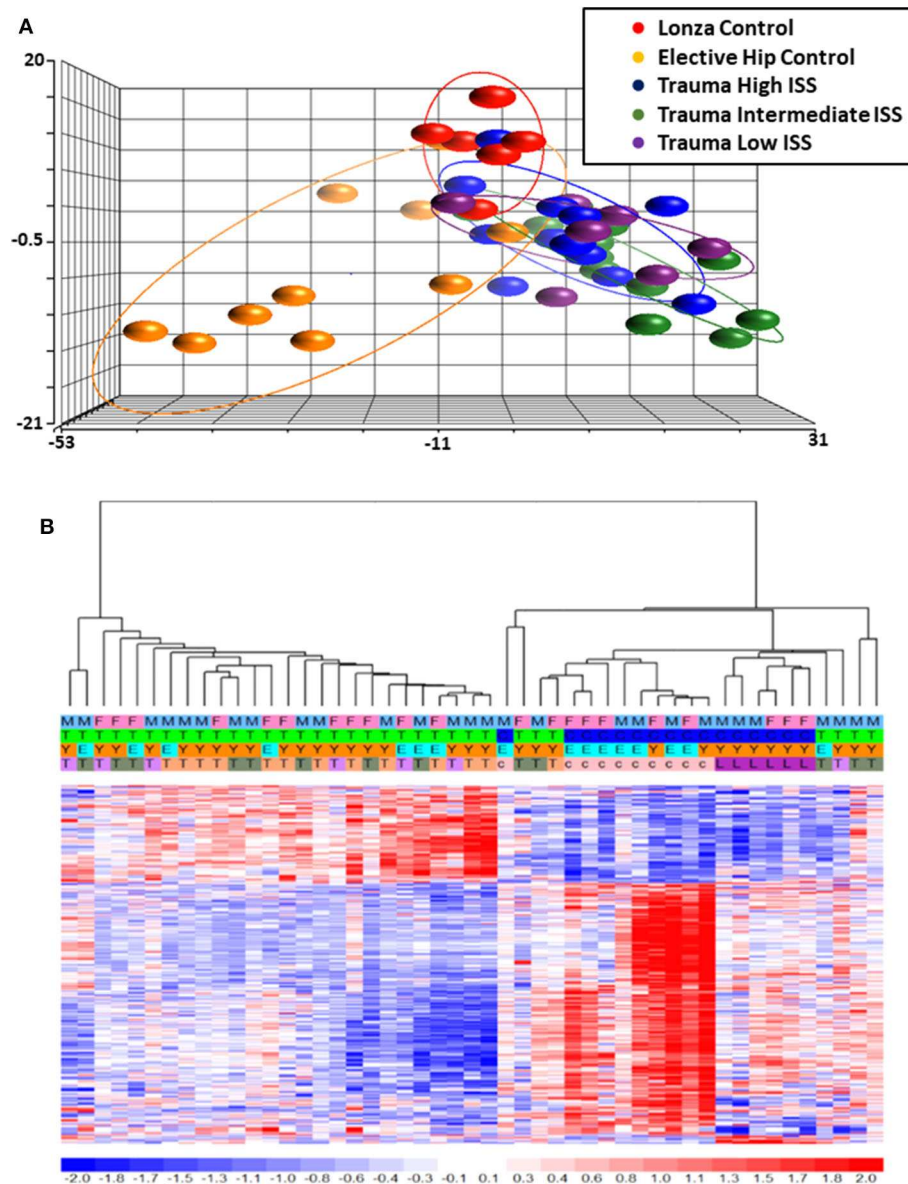 A
Lonza Control
Elective Hip Control
Trauma High ISS
Trauma Intermediate ISS
Trauma Low ISS
20
-0.5
-21
-53 -11 31
B
M M F F F M M M M F M M F F M M F F F M F M F M M M M F M F F F F M M F M F M M M M F F F M M M M
-2.0 -1.8 -1.7 -1.5 -1.3 -1.1 -1.0 -0.8 -0.6 -0.4 -0.3 -0.1 0.1 0.3 0.4 0.6 0.8 1.0 1.1 1.3 1.5 1.7 1.8 2.0